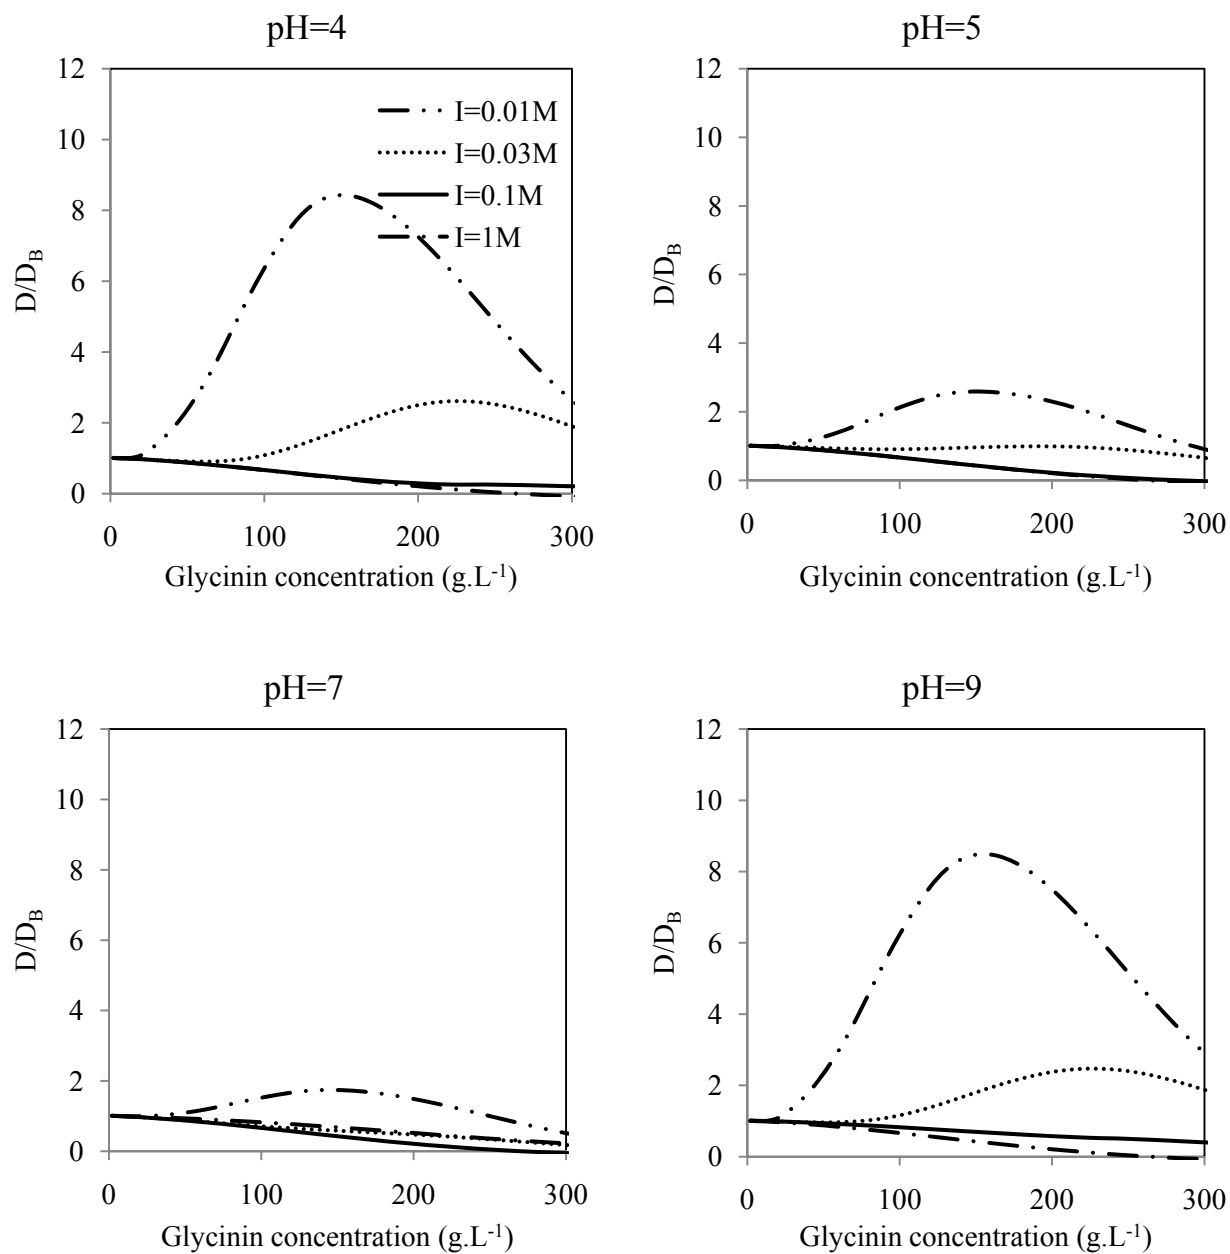 pH=4
12
10
8
6
4
2
0
D/D_B
I=0.01M
I=0.03M
I=0.1M
I=1M
0 100 200 300
Glycinin concentration (g.L⁻¹)
pH=5
12
10
8
6
4
2
0
D/D_B
0 100 200 300
Glycinin concentration (g.L⁻¹)
pH=7
12
10
8
6
4
2
0
D/D_B
0 100 200 300
Glycinin concentration (g.L⁻¹)
pH=9
12
10
8
6
4
2
0
D/D_B
0 100 200 300
Glycinin concentration (g.L⁻¹)